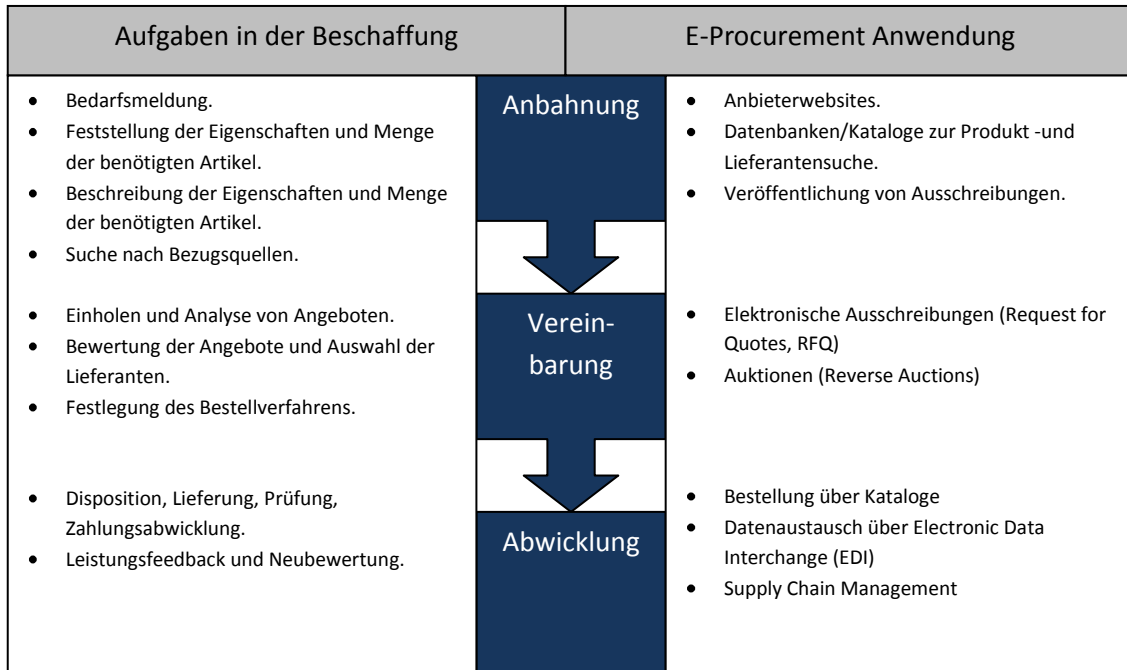 Aufgaben in der Beschaffung
E-Procurement Anwendung
Anbahnung
• Bedarfsmeldung.
• Feststellung der Eigenschaften und Menge
der benötigten Artikel.
• Beschreibung der Eigenschaften und Menge
der benötigten Artikel.
• Suche nach Bezugsquellen.
• Anbieterwebsites.
• Datenbanken/Kataloge zur Produkt -und
Lieferantensuche.
• Veröffentlichung von Ausschreibungen.
Verein-
barung
• Einholen und Analyse von Angeboten.
• Bewertung der Angebote und Auswahl der
Lieferanten.
• Festlegung des Bestellverfahrens.
• Elektronische Ausschreibungen (Request for
Quotes, RFQ)
• Auktionen (Reverse Auctions)
Abwicklung
• Disposition, Lieferung, Prüfung,
Zahlungsabwicklung.
• Leistungsfeedback und Neubewertung.
• Bestellung über Kataloge
• Datenaustausch über Electronic Data
Interchange (EDI)
• Supply Chain Management